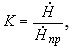 K = Ḣ / Ḣпр,